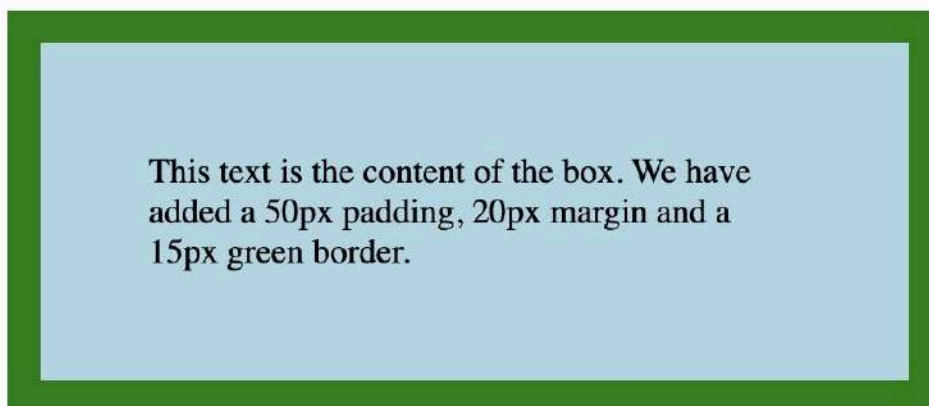 This text is the content of the box. We have
added a 50px padding, 20px margin and a
15px green border.